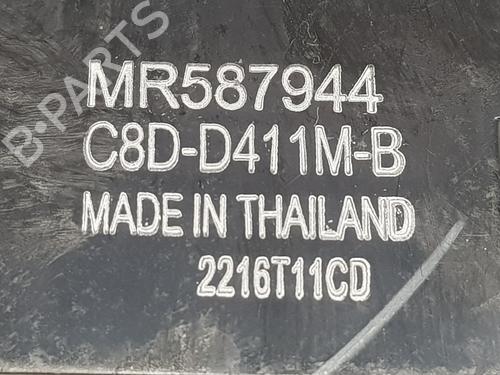 B-PARTS
MR587944
C8D-D411M-B
MADE IN THAILAND
2216T11CD